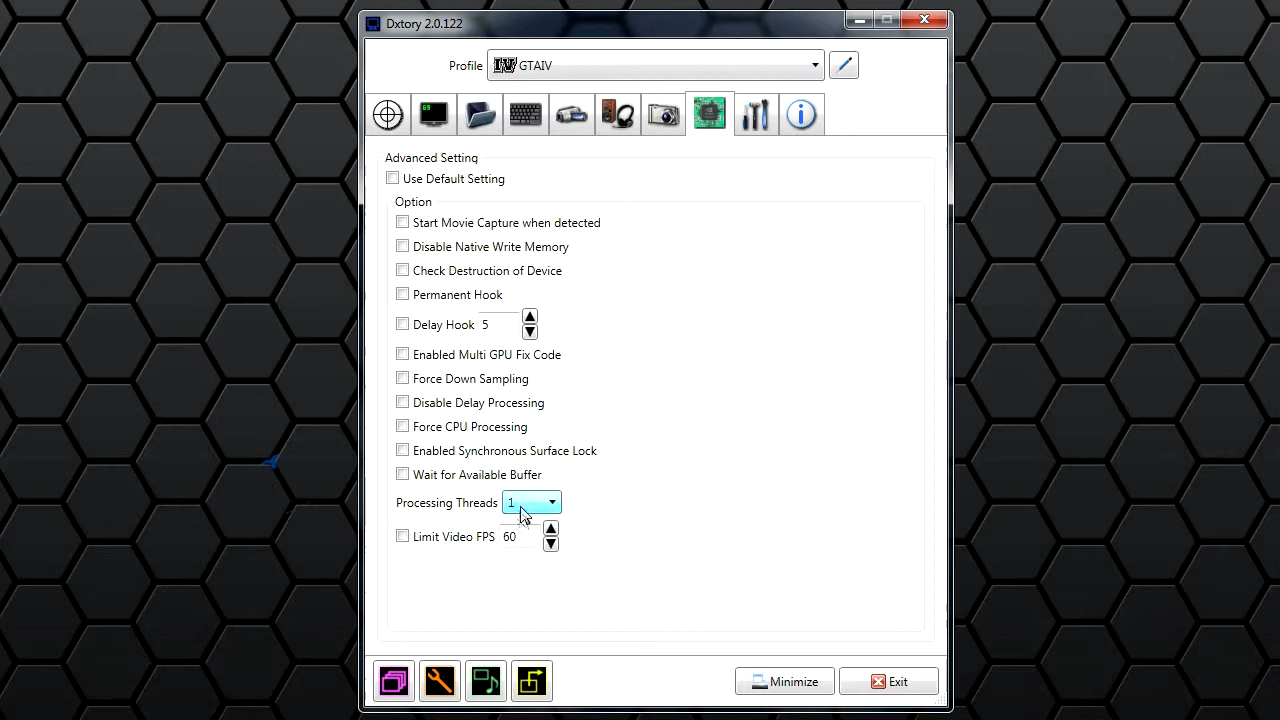 Dxtory 2.0.122
Profile IV GTAIV
69
Advanced Setting
Use Default Setting
Option
Start Movie Capture when detected
Disable Native Write Memory
Check Destruction of Device
Permanent Hook
Delay Hook 5
Enabled Multi GPU Fix Code
Force Down Sampling
Disable Delay Processing
Force CPU Processing
Enabled Synchronous Surface Lock
Wait for Available Buffer
Processing Threads 1
Limit Video FPS 60
Minimize Exit